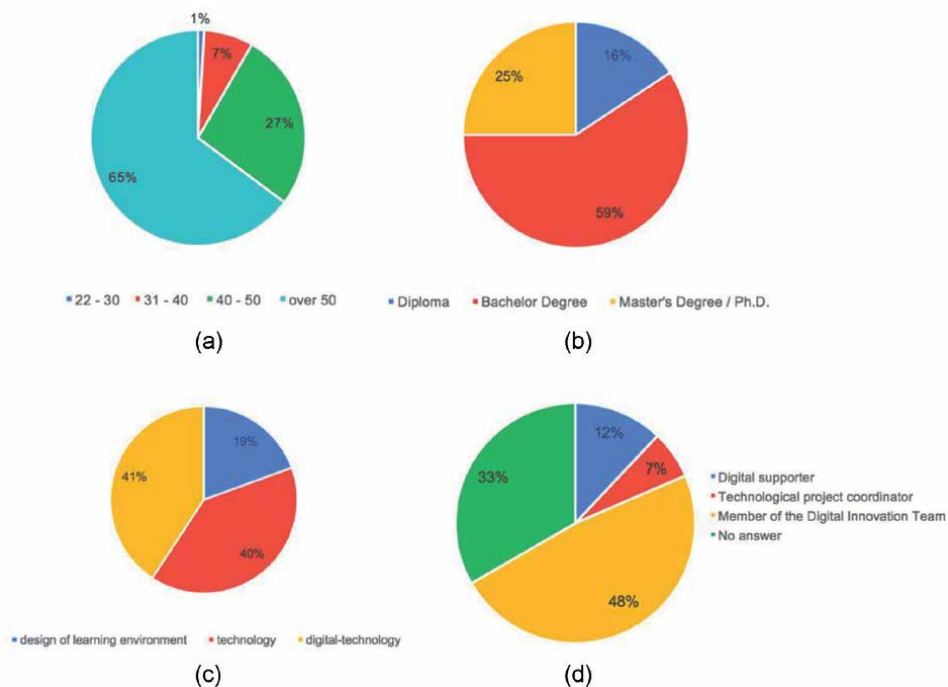 1%
7%
27%
65%
22 - 30 31 - 40 40 - 50 over 50
(a)
16%
25%
59%
Diploma Bachelor Degree Master's Degree / Ph.D.
(b)
19%
41%
40%
design of learning environment technology digital-technology
(c)
12%
7%
33%
48%
Digital supporter
Technological project coordinator
Member of the Digital Innovation Team
No answer
(d)